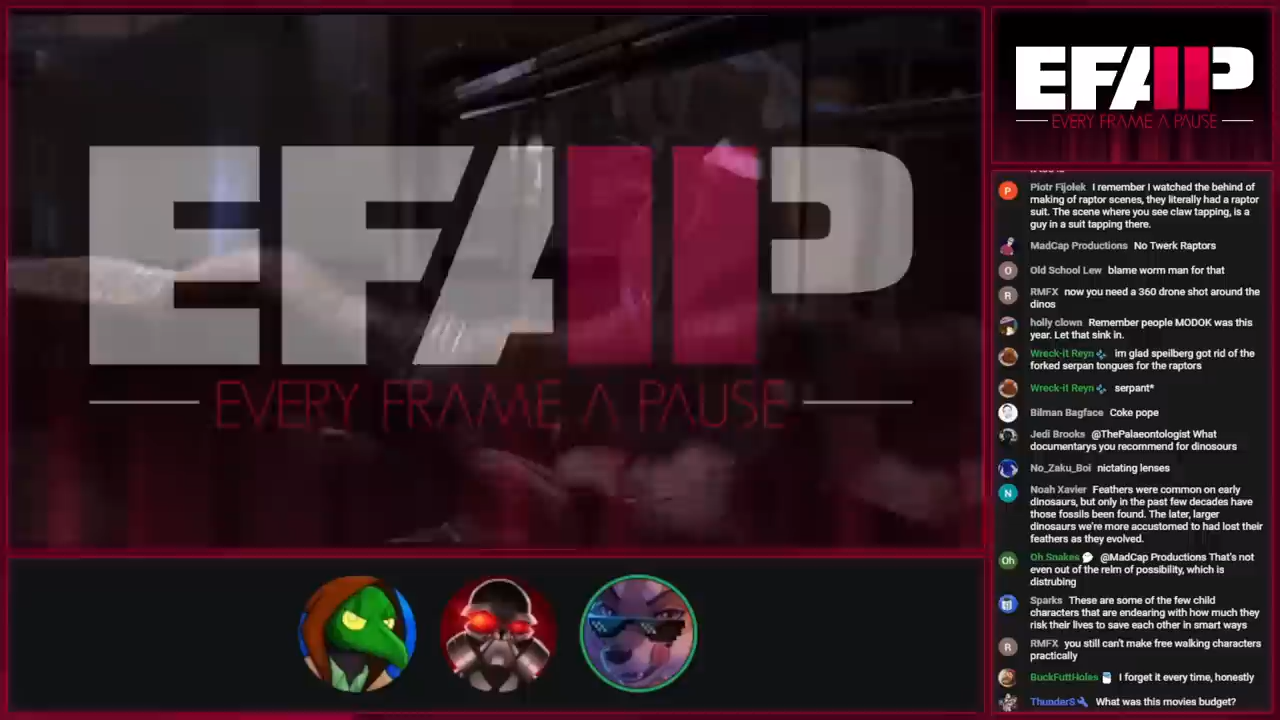 EFAP
EVERY FRAME A PAUSE
EFAP
EVERY FRAME A PAUSE
P
Piotr Fijołek I remember I watched the behind of
making of raptor scenes, they literally had a raptor
suit. The scene where you see claw tapping, is a
guy in a suit tapping there.
MadCap Productions No Twerk Raptors
O
Old School Lew blame worm man for that
R
RMFX now you need a 360 drone shot around the
dinos
holly clown Remember people MODOK was this
year. Let that sink in.
Wreck-it Reyn im glad speilberg got rid of the
forked serpan tongues for the raptors
Wreck-it Reyn serpant*
Bilman Bagface Coke pope
Jedi Brooks @ThePalaeontologist What
documentarys you recommend for dinosours
No_Zaku_Boi nictating lenses
N
Noah Xavier Feathers were common on early
dinosaurs, but only in the past few decades have
those fossils been found. The later, larger
dinosaurs we're more accustomed to had lost their
feathers as they evolved.
Oh
Oh Snakes @MadCap Productions That's not
even out of the relm of possibility, which is
distrubing
Sparks These are some of the few child
characters that are endearing with how much they
risk their lives to save each other in smart ways
R
RMFX you still can't make free walking characters
practically
BuckFuttHoles I forget it every time, honestly
ThunderS What was this movies budget?